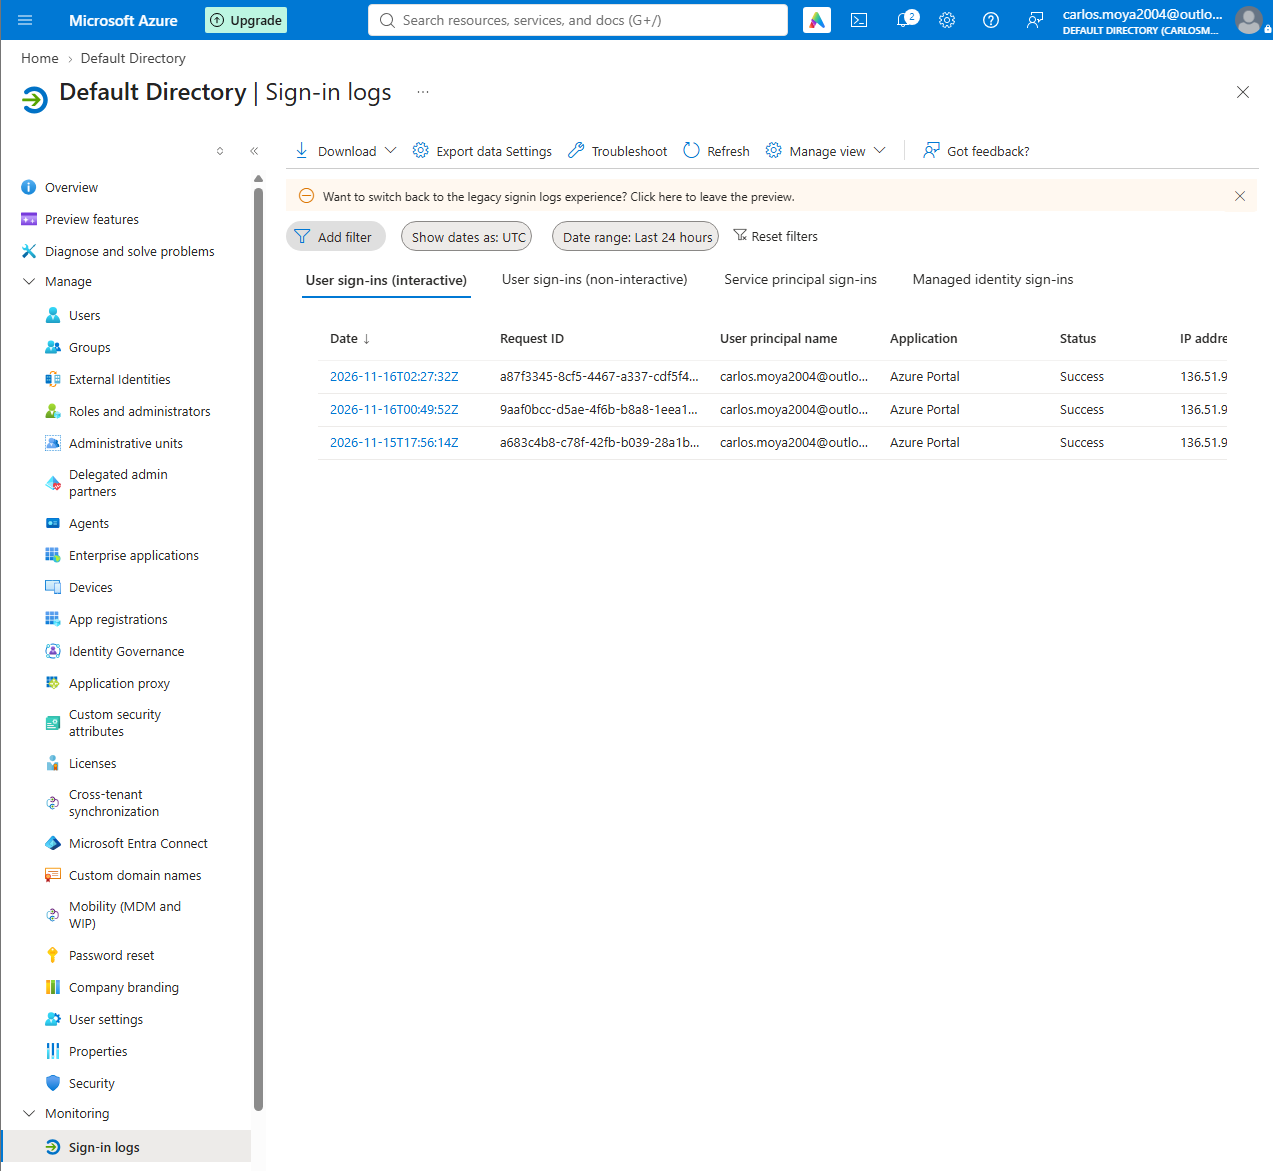 Microsoft Azure
Upgrade
Search resources, services, and docs (G+/)
2
carlos.moya2004@outlo...
DEFAULT DIRECTORY (CARLOSM...
Home > Default Directory
Default Directory | Sign-in logs ...
Download
Export data Settings
Troubleshoot
Refresh
Manage view
Got feedback?
Want to switch back to the legacy signin logs experience? Click here to leave the preview.
Add filter
Show dates as: UTC
Date range: Last 24 hours
Reset filters
User sign-ins (interactive)
User sign-ins (non-interactive)
Service principal sign-ins
Managed identity sign-ins
Date ↓ Request ID User principal name Application Status IP addre
2026-11-16T02:27:32Z a87f3345-8cf5-4467-a337-cdf5f4... carlos.moya2004@outlo... Azure Portal Success 136.51.9
2026-11-16T00:49:52Z 9aaf0bcc-d5ae-4f6b-b8a8-1eea1... carlos.moya2004@outlo... Azure Portal Success 136.51.9
2026-11-15T17:56:14Z a683c4b8-c78f-42fb-b039-28a1b... carlos.moya2004@outlo... Azure Portal Success 136.51.9
Overview
Preview features
Diagnose and solve problems
Manage
Users
Groups
External Identities
Roles and administrators
Administrative units
Delegated admin
partners
Agents
Enterprise applications
Devices
App registrations
Identity Governance
Application proxy
Custom security
attributes
Licenses
Cross-tenant
synchronization
Microsoft Entra Connect
Custom domain names
Mobility (MDM and
WIP)
Password reset
Company branding
User settings
Properties
Security
Monitoring
Sign-in logs